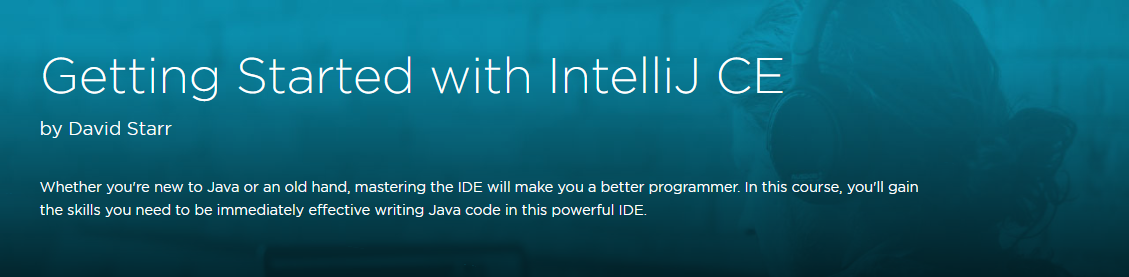 Getting Started with IntelliJ CE
by David Starr
Whether you're new to Java or an old hand, mastering the IDE will make you a better programmer. In this course, you'll gain
the skills you need to be immediately effective writing Java code in this powerful IDE.